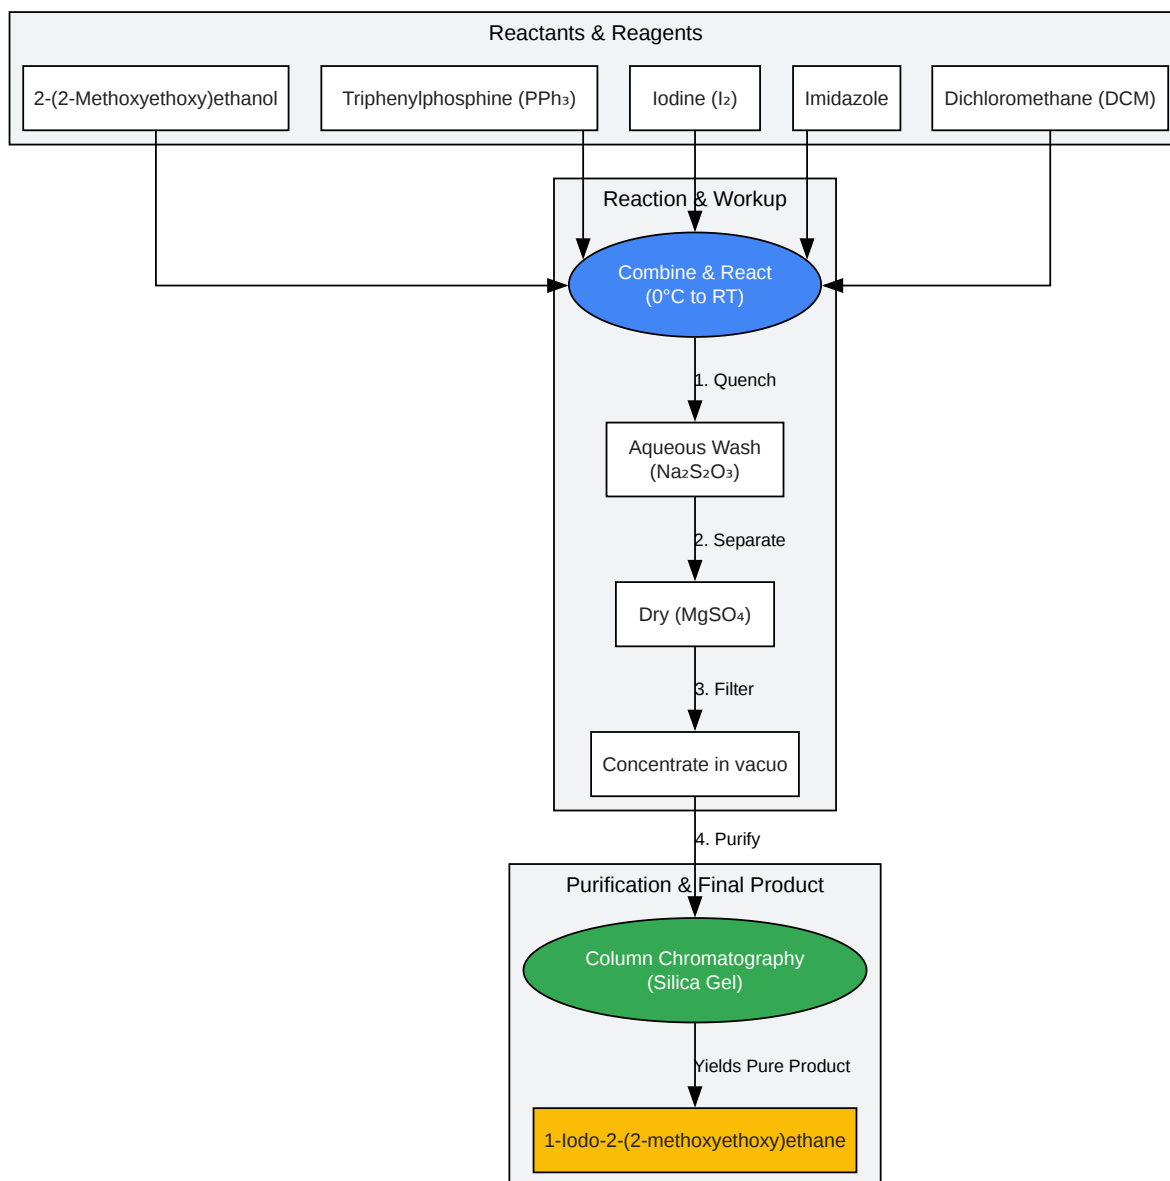 Reactants & Reagents
2-(2-Methoxyethoxy)ethanol
Triphenylphosphine (PPh₃)
Iodine (I₂)
Imidazole
Dichloromethane (DCM)
Reaction & Workup
Combine & React
(0°C to RT)
1. Quench
Aqueous Wash
(Na₂S₂O₃)
2. Separate
Dry (MgSO₄)
3. Filter
Concentrate in vacuo
4. Purify
Purification & Final Product
Column Chromatography
(Silica Gel)
Yields Pure Product
1-Iodo-2-(2-methoxyethoxy)ethane